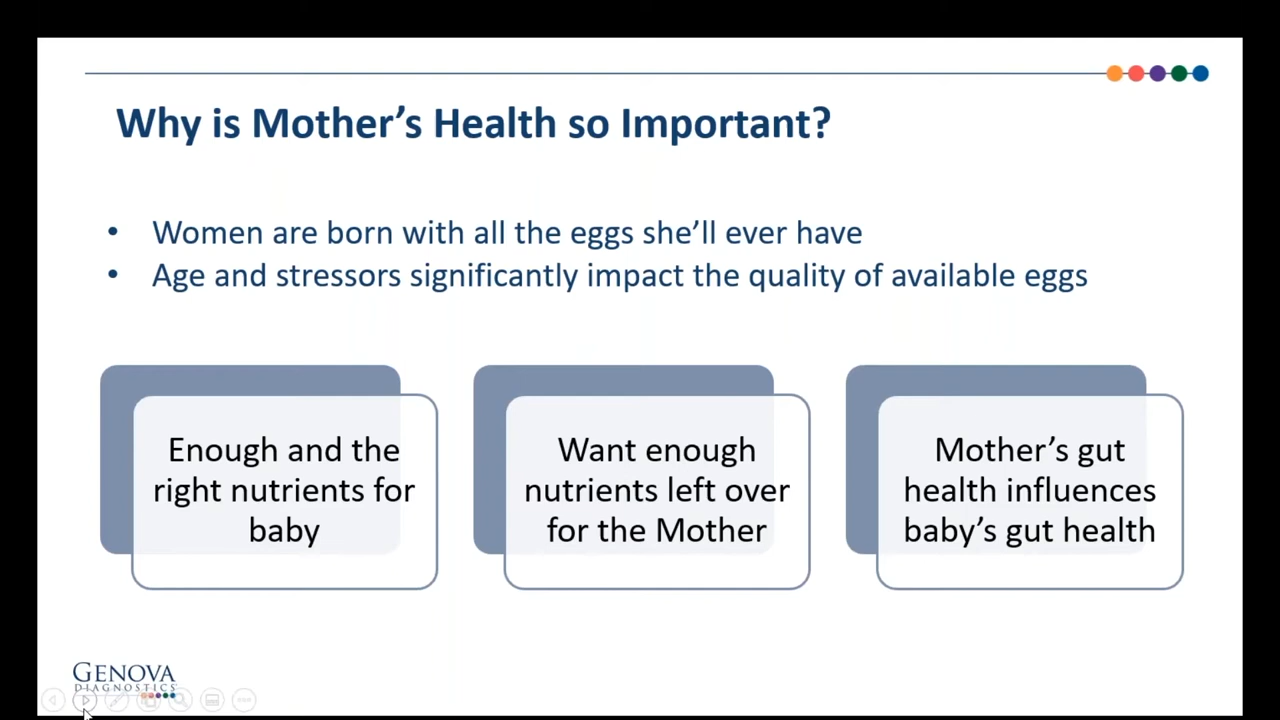 Why is Mother's Health so Important?
• Women are born with all the eggs she'll ever have
• Age and stressors significantly impact the quality of available eggs
Enough and the
right nutrients for
baby
Want enough
nutrients left over
for the Mother
Mother's gut
health influences
baby's gut health
GENOVA
DIAGNOSTICS